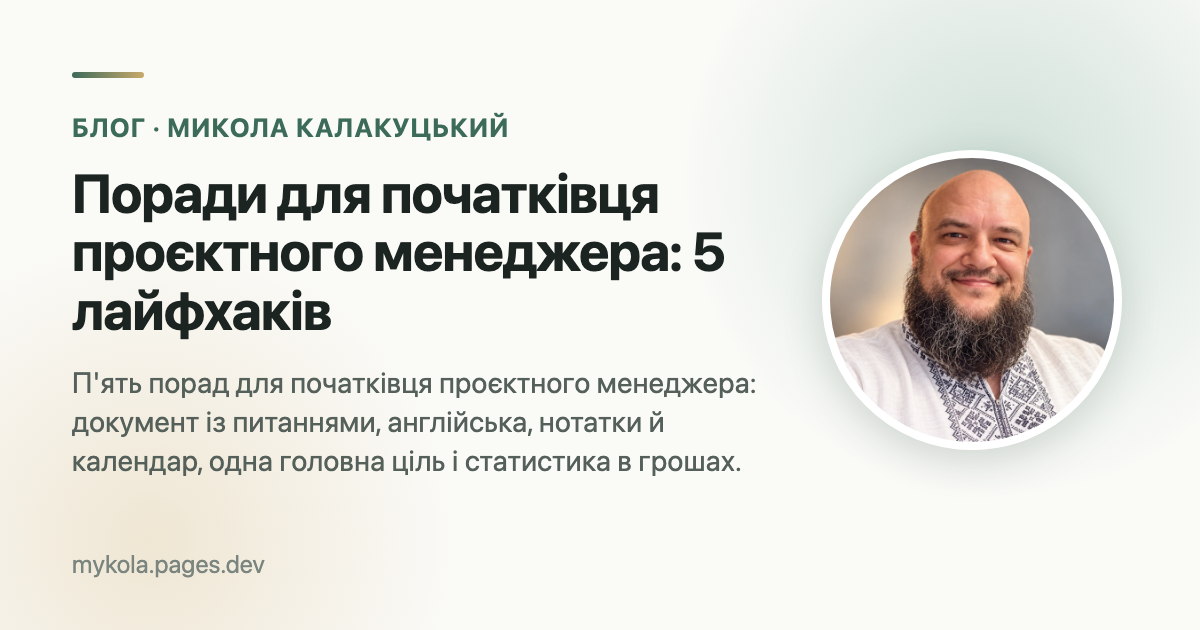 БЛОГ · МИКОЛА КАЛАКУЦЬКИЙ
Поради для початківця
проєктного менеджера: 5
лайфхаків
П'ять порад для початківця проєктного менеджера:
документ із питаннями, англійська, нотатки й
календар, одна головна ціль і статистика в грошах.
mykola.pages.dev